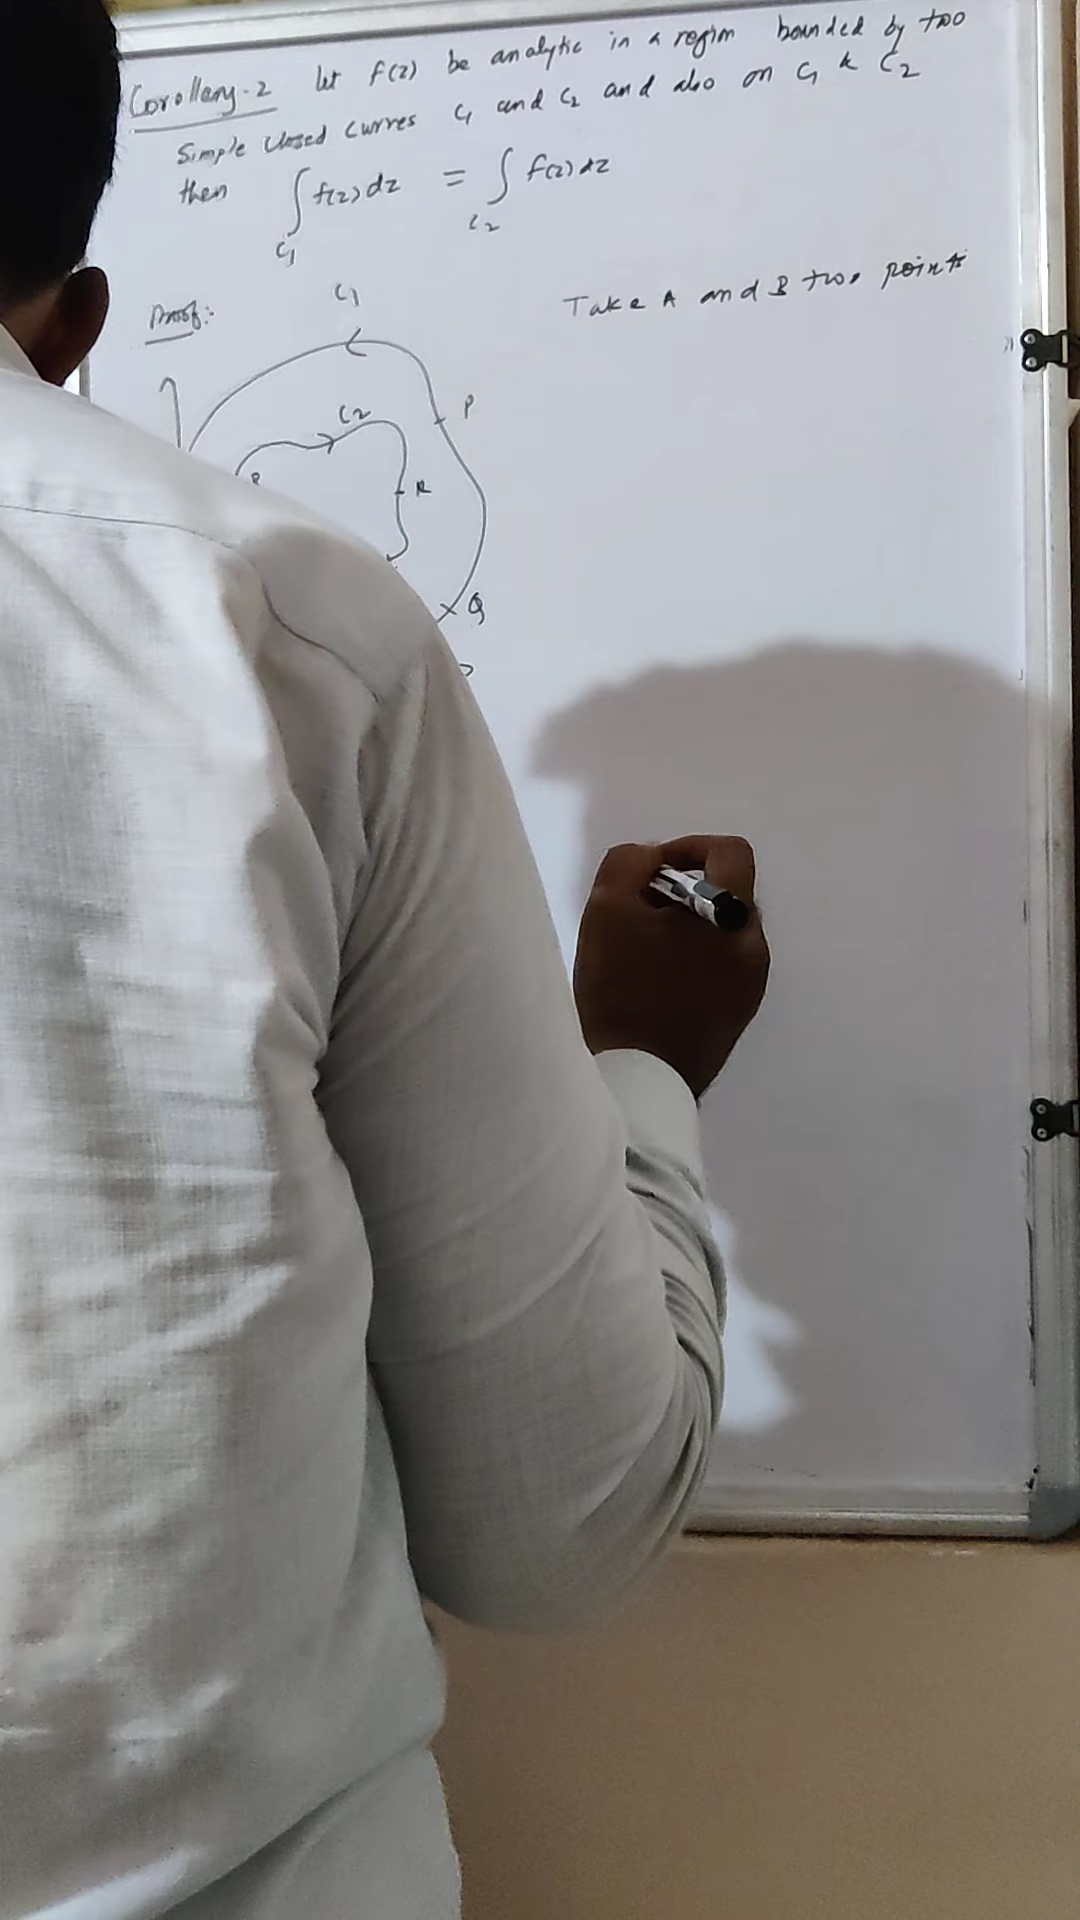 Corollary-2 let f(z) be analytic in a region bounded by two
Simple closed curves C1 and C2 and also on C1 & C2
then ∫C1 f(z) dz = ∫C2 f(z) dz
Proof:
Take A and B two points
C1
P
C2
R
Q